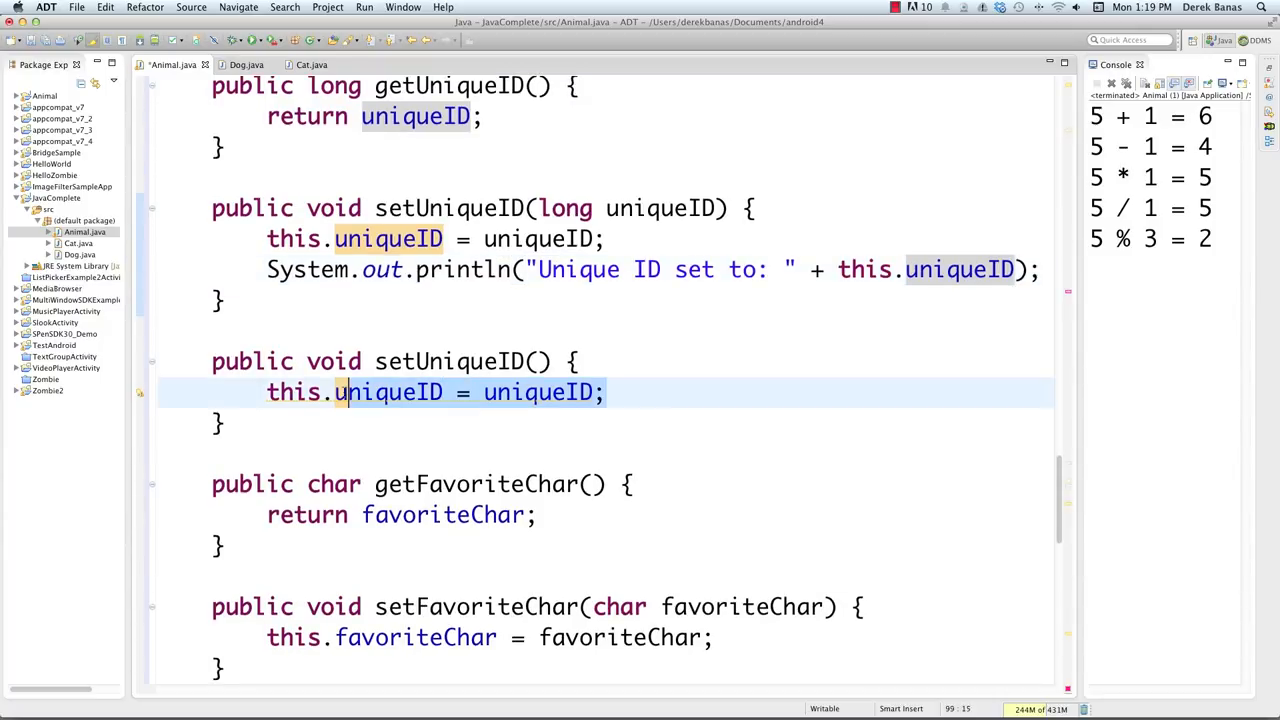 ADT File Edit Refactor Source Navigate Search Project Run Window Help 10 Mon 1:19 PM Derek Banas
Java - JavaComplete/src/Animal.java - ADT - /Users/derekbanas/Documents/android4
Quick Access Java DDMS
Package Exp
Animal
appcompat_v7
appcompat_v7_2
appcompat_v7_3
appcompat_v7_4
BridgeSample
HelloWorld
HelloZombie
ImageFilterSampleApp
JavaComplete
src
(default package)
Animal.java
Cat.java
Dog.java
JRE System Library [
ListPickerExample2Activi
MediaBrowser
MultiWindowSDKExample
MusicPlayerActivity
SlookActivity
SPenSDK30_Demo
TestAndroid
TextGroupActivity
VideoPlayerActivity
Zombie
Zombie2
*Animal.java Dog.java Cat.java
public long getUniqueID() {
return uniqueID;
}
public void setUniqueID(long uniqueID) {
this.uniqueID = uniqueID;
System.out.println("Unique ID set to: " + this.uniqueID);
}
public void setUniqueID() {
this.uniqueID = uniqueID;
}
public char getFavoriteChar() {
return favoriteChar;
}
public void setFavoriteChar(char favoriteChar) {
this.favoriteChar = favoriteChar;
}
Console
<terminated> Animal (1) [Java Application] /S
5 + 1 = 6
5 - 1 = 4
5 * 1 = 5
5 / 1 = 5
5 % 3 = 2
Writable Smart Insert 99 : 15 244M of 431M